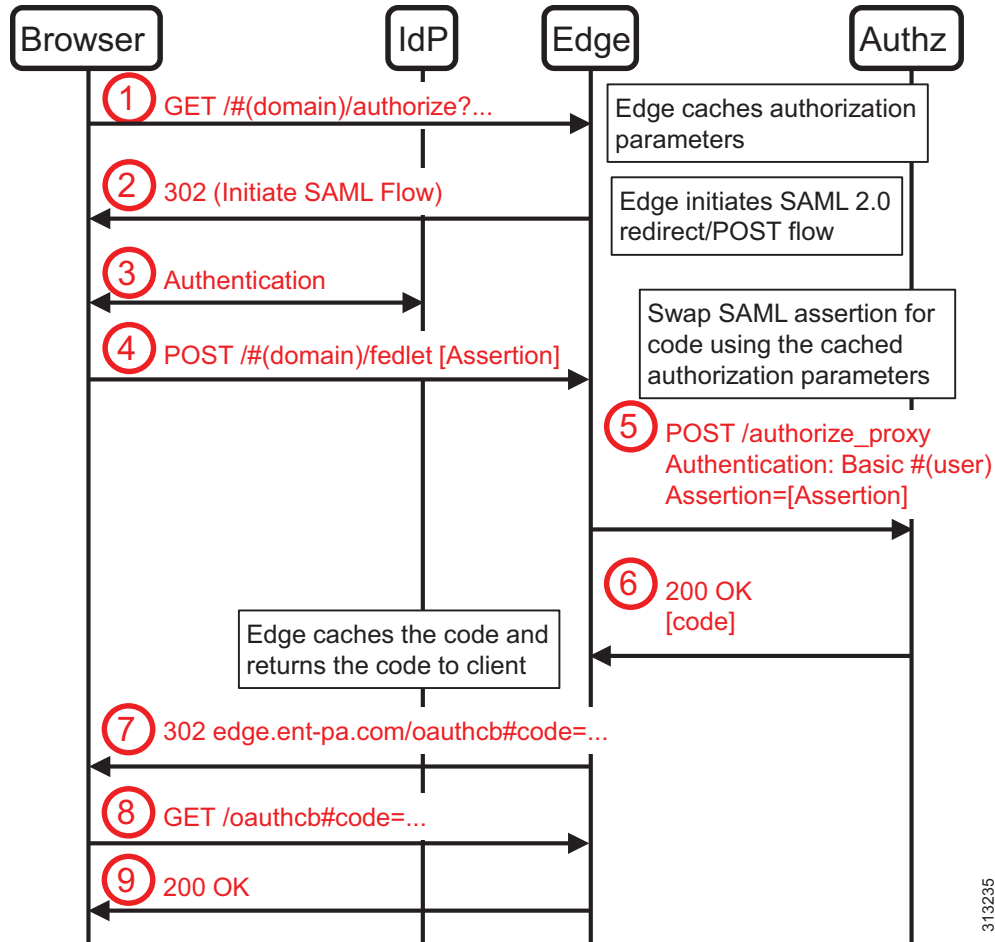 Browser
IdP
Edge
Authz
1
GET /#(domain)/authorize?...
Edge caches authorization
parameters
2
302 (Initiate SAML Flow)
Edge initiates SAML 2.0
redirect/POST flow
3
Authentication
Swap SAML assertion for
code using the cached
authorization parameters
4
POST /#(domain)/fedlet [Assertion]
5
POST /authorize_proxy
Authentication: Basic #(user)
Assertion=[Assertion]
6
200 OK
[code]
Edge caches the code and
returns the code to client
7
302 edge.ent-pa.com/oauthcb#code=...
8
GET /oauthcb#code=...
9
200 OK
313235